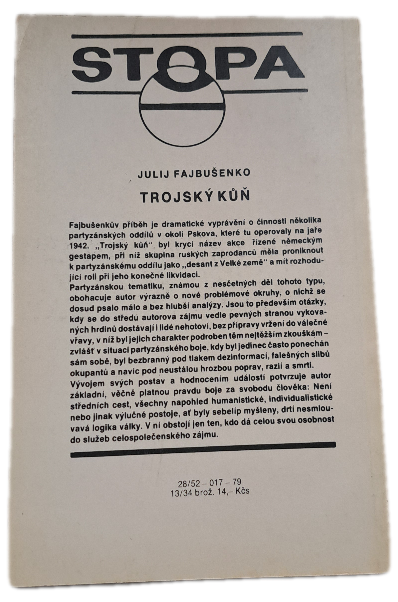 STOPA
JULIJ FAJBUŠENKO
TROJSKÝ KŮŇ
Fajbušenkův příběh je dramatické vyprávění o činnosti několika
partyzánských oddílů v okolí Pskova, které tu operovaly na jaře
1942. „Trojský kůň" byl krycí název akce řízené německým
gestapem, při níž skupina ruských zaprodanců měla proniknout
k partyzánskému oddílu jako „desant z Velké země" a mít rozhodu-
jící roli při jeho konečné likvidaci.
Partyzánskou tematiku, známou z nesčetných děl tohoto typu,
obohacuje autor výrazně o nové problémové okruhy, o nichž se
dosud psalo málo a bez hlubší analýzy. Jsou to především otázky,
kdy se do středu autorova zájmu vedle pevných stranou vykova-
ných hrdinů dostávají i lidé nehotoví, bez přípravy vrženi do válečné
vřavy, v níž byl jejich charakter podroben těm nejtěžším zkouškám –
zvlášť v situaci partyzánského boje, kdy byl jedinec často ponechán
sám sobě, byl bezbranný pod tlakem dezinformací, falešných slibů
okupantů a navíc pod neustálou hrozbou poprav, razií a smrti.
Vývojem svých postav a hodnocením událostí potvrzuje autor
základní, věčně platnou pravdu boje za svobodu člověka: Není
středních cest, všechny napohled humanistické, individualistické
nebo jinak výlučné postoje, ať byly sebelíp myšleny, drtí nesmlou-
vavá logika války. V ní obstojí jen ten, kdo dá celou svou osobnost
do služeb celospolečenského zájmu.
28/52 – 017 – 79
13/34 brož. 14,– Kčs